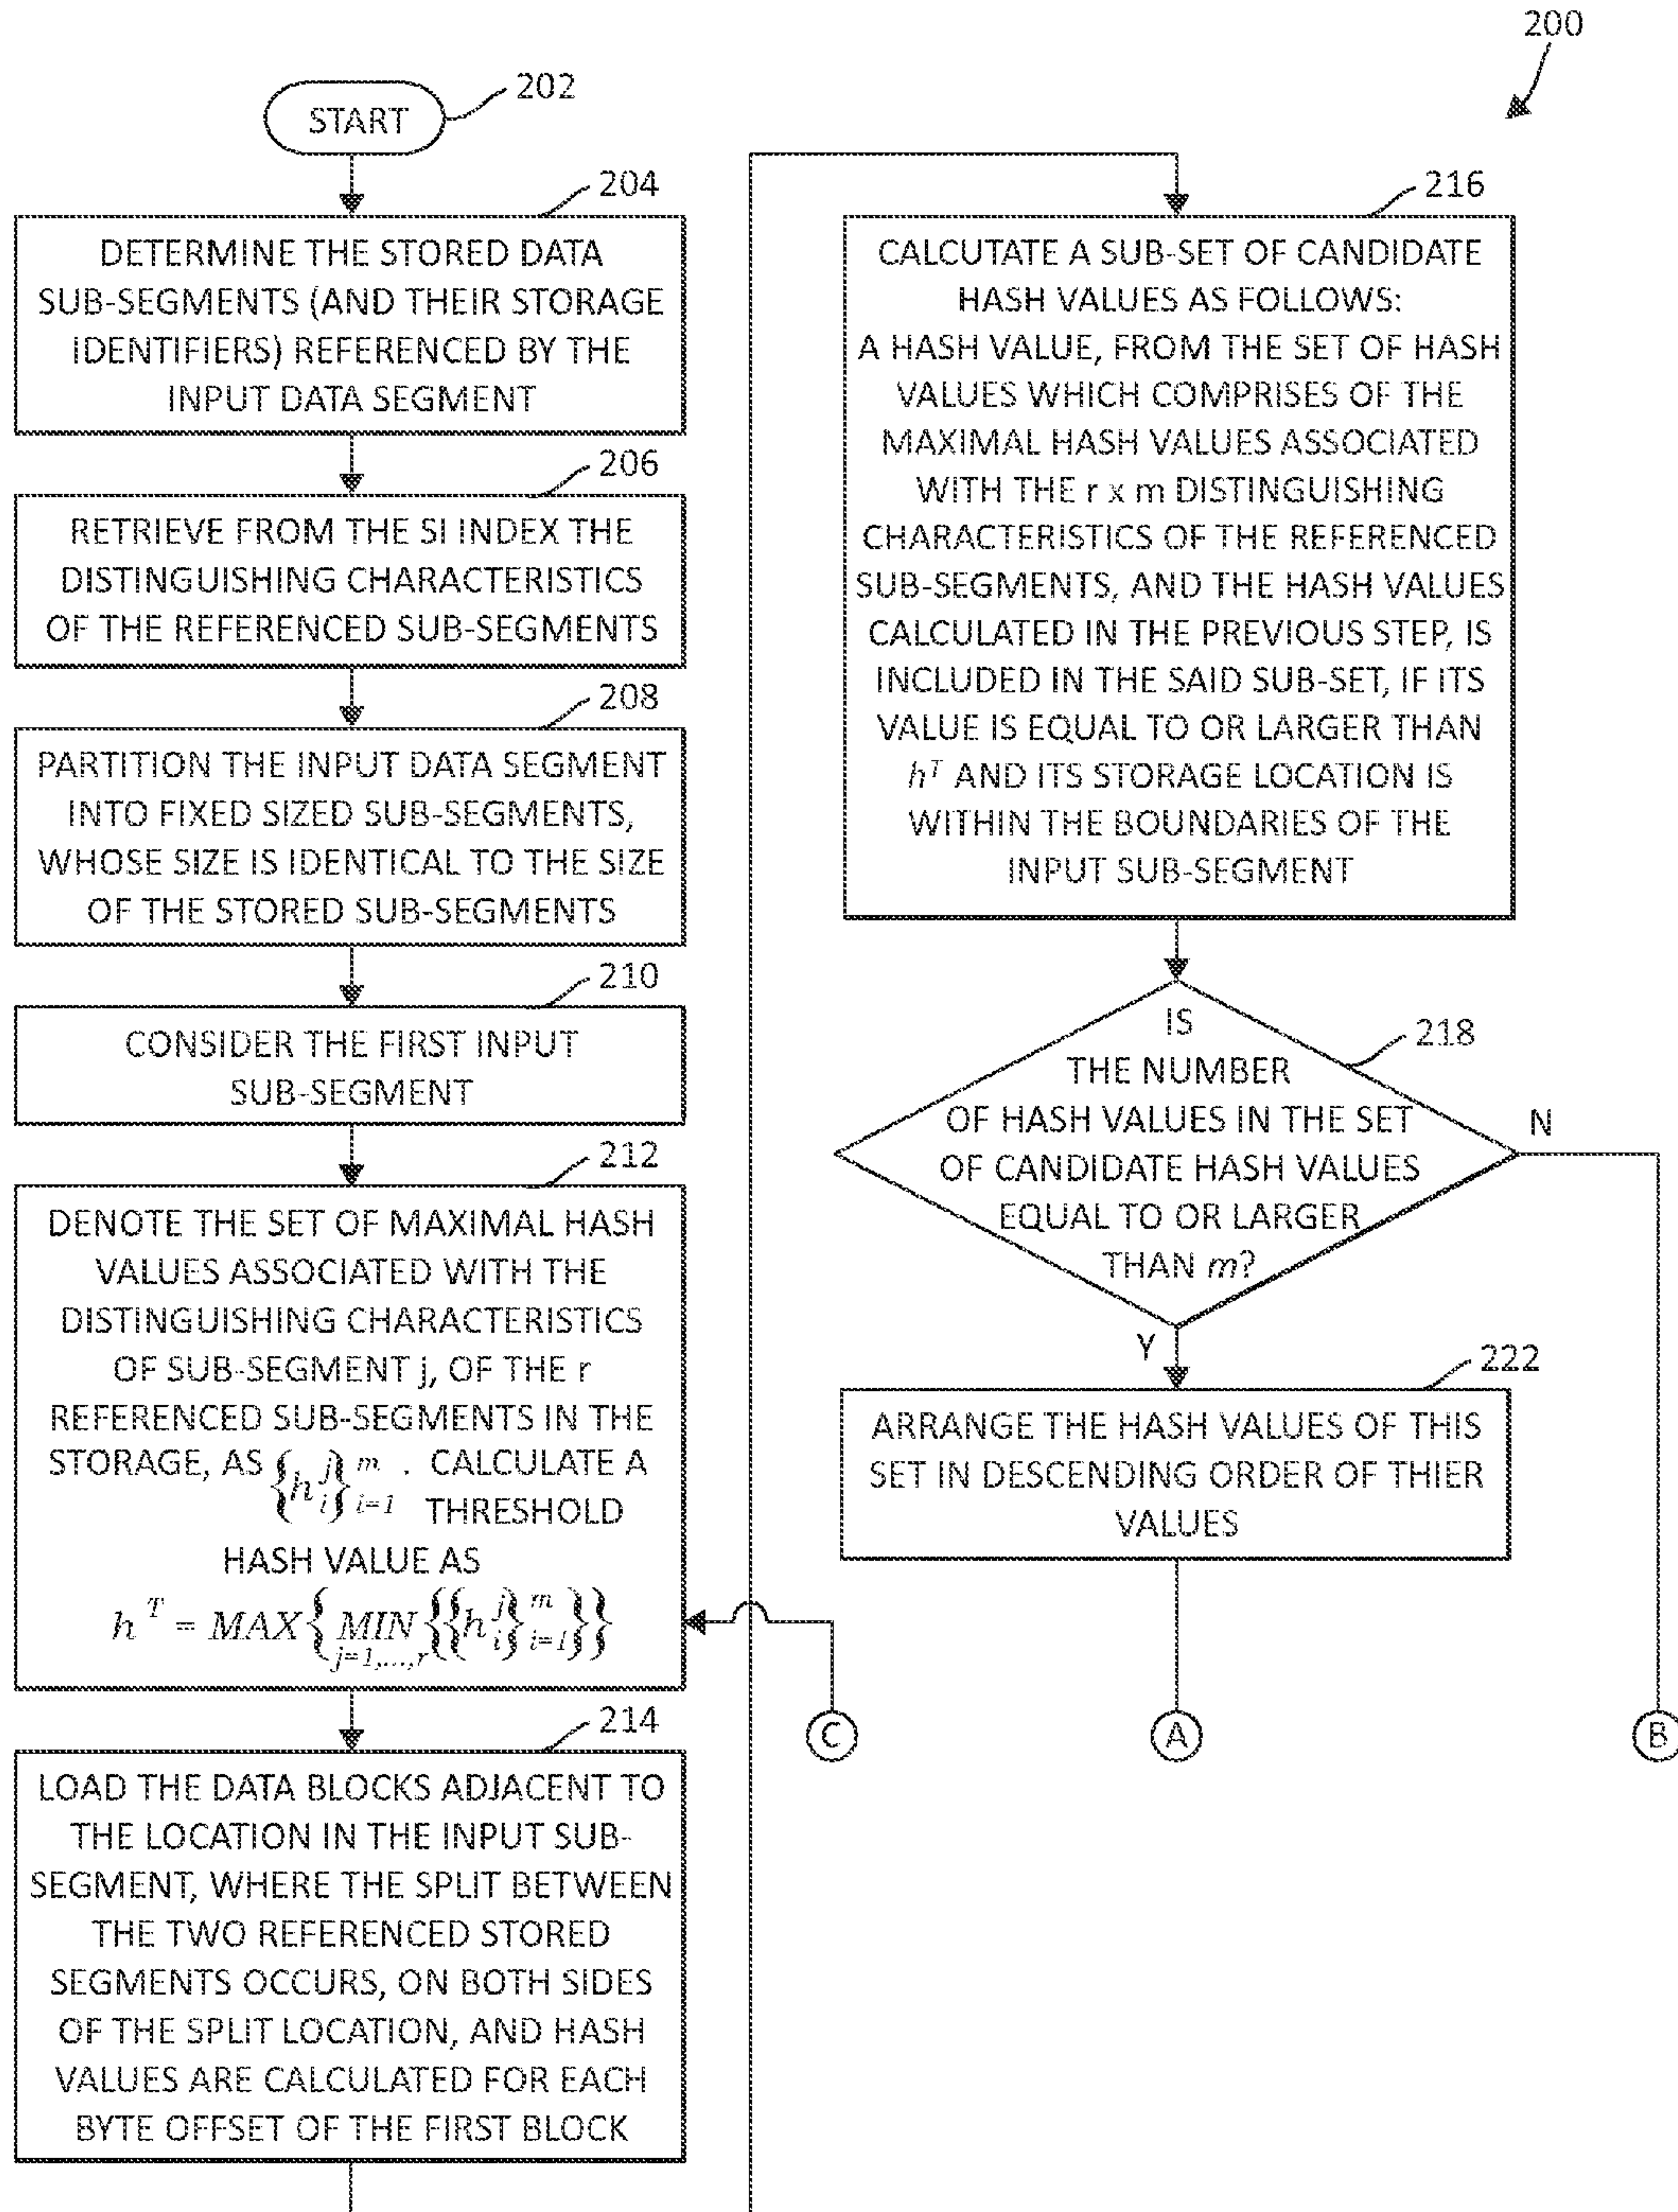 200
START
202
204
DETERMINE THE STORED DATA
SUB-SEGMENTS (AND THEIR STORAGE
IDENTIFIERS) REFERENCED BY THE
INPUT DATA SEGMENT
206
RETRIEVE FROM THE SI INDEX THE
DISTINGUISHING CHARACTERISTICS
OF THE REFERENCED SUB-SEGMENTS
208
PARTITION THE INPUT DATA SEGMENT
INTO FIXED SIZED SUB-SEGMENTS,
WHOSE SIZE IS IDENTICAL TO THE SIZE
OF THE STORED SUB-SEGMENTS
210
CONSIDER THE FIRST INPUT
SUB-SEGMENT
212
DENOTE THE SET OF MAXIMAL HASH
VALUES ASSOCIATED WITH THE
DISTINGUISHING CHARACTERISTICS
OF SUB-SEGMENT j, OF THE r
REFERENCED SUB-SEGMENTS IN THE
STORAGE, AS {h_i^j}_{i=1}^m . CALCULATE A
THRESHOLD
HASH VALUE AS
h^T = MAX{MIN_{j=1,...,r}{{h_i^j}_{i=1}^m}}
214
LOAD THE DATA BLOCKS ADJACENT TO
THE LOCATION IN THE INPUT SUB-
SEGMENT, WHERE THE SPLIT BETWEEN
THE TWO REFERENCED STORED
SEGMENTS OCCURS, ON BOTH SIDES
OF THE SPLIT LOCATION, AND HASH
VALUES ARE CALCULATED FOR EACH
BYTE OFFSET OF THE FIRST BLOCK
216
CALCUTATE A SUB-SET OF CANDIDATE
HASH VALUES AS FOLLOWS:
A HASH VALUE, FROM THE SET OF HASH
VALUES WHICH COMPRISES OF THE
MAXIMAL HASH VALUES ASSOCIATED
WITH THE r x m DISTINGUISHING
CHARACTERISTICS OF THE REFERENCED
SUB-SEGMENTS, AND THE HASH VALUES
CALCULATED IN THE PREVIOUS STEP, IS
INCLUDED IN THE SAID SUB-SET, IF ITS
VALUE IS EQUAL TO OR LARGER THAN
h^T AND ITS STORAGE LOCATION IS
WITHIN THE BOUNDARIES OF THE
INPUT SUB-SEGMENT
218
IS
THE NUMBER
OF HASH VALUES IN THE SET
OF CANDIDATE HASH VALUES
EQUAL TO OR LARGER
THAN m?
N
Y
222
ARRANGE THE HASH VALUES OF THIS
SET IN DESCENDING ORDER OF THIER
VALUES
C
A
B